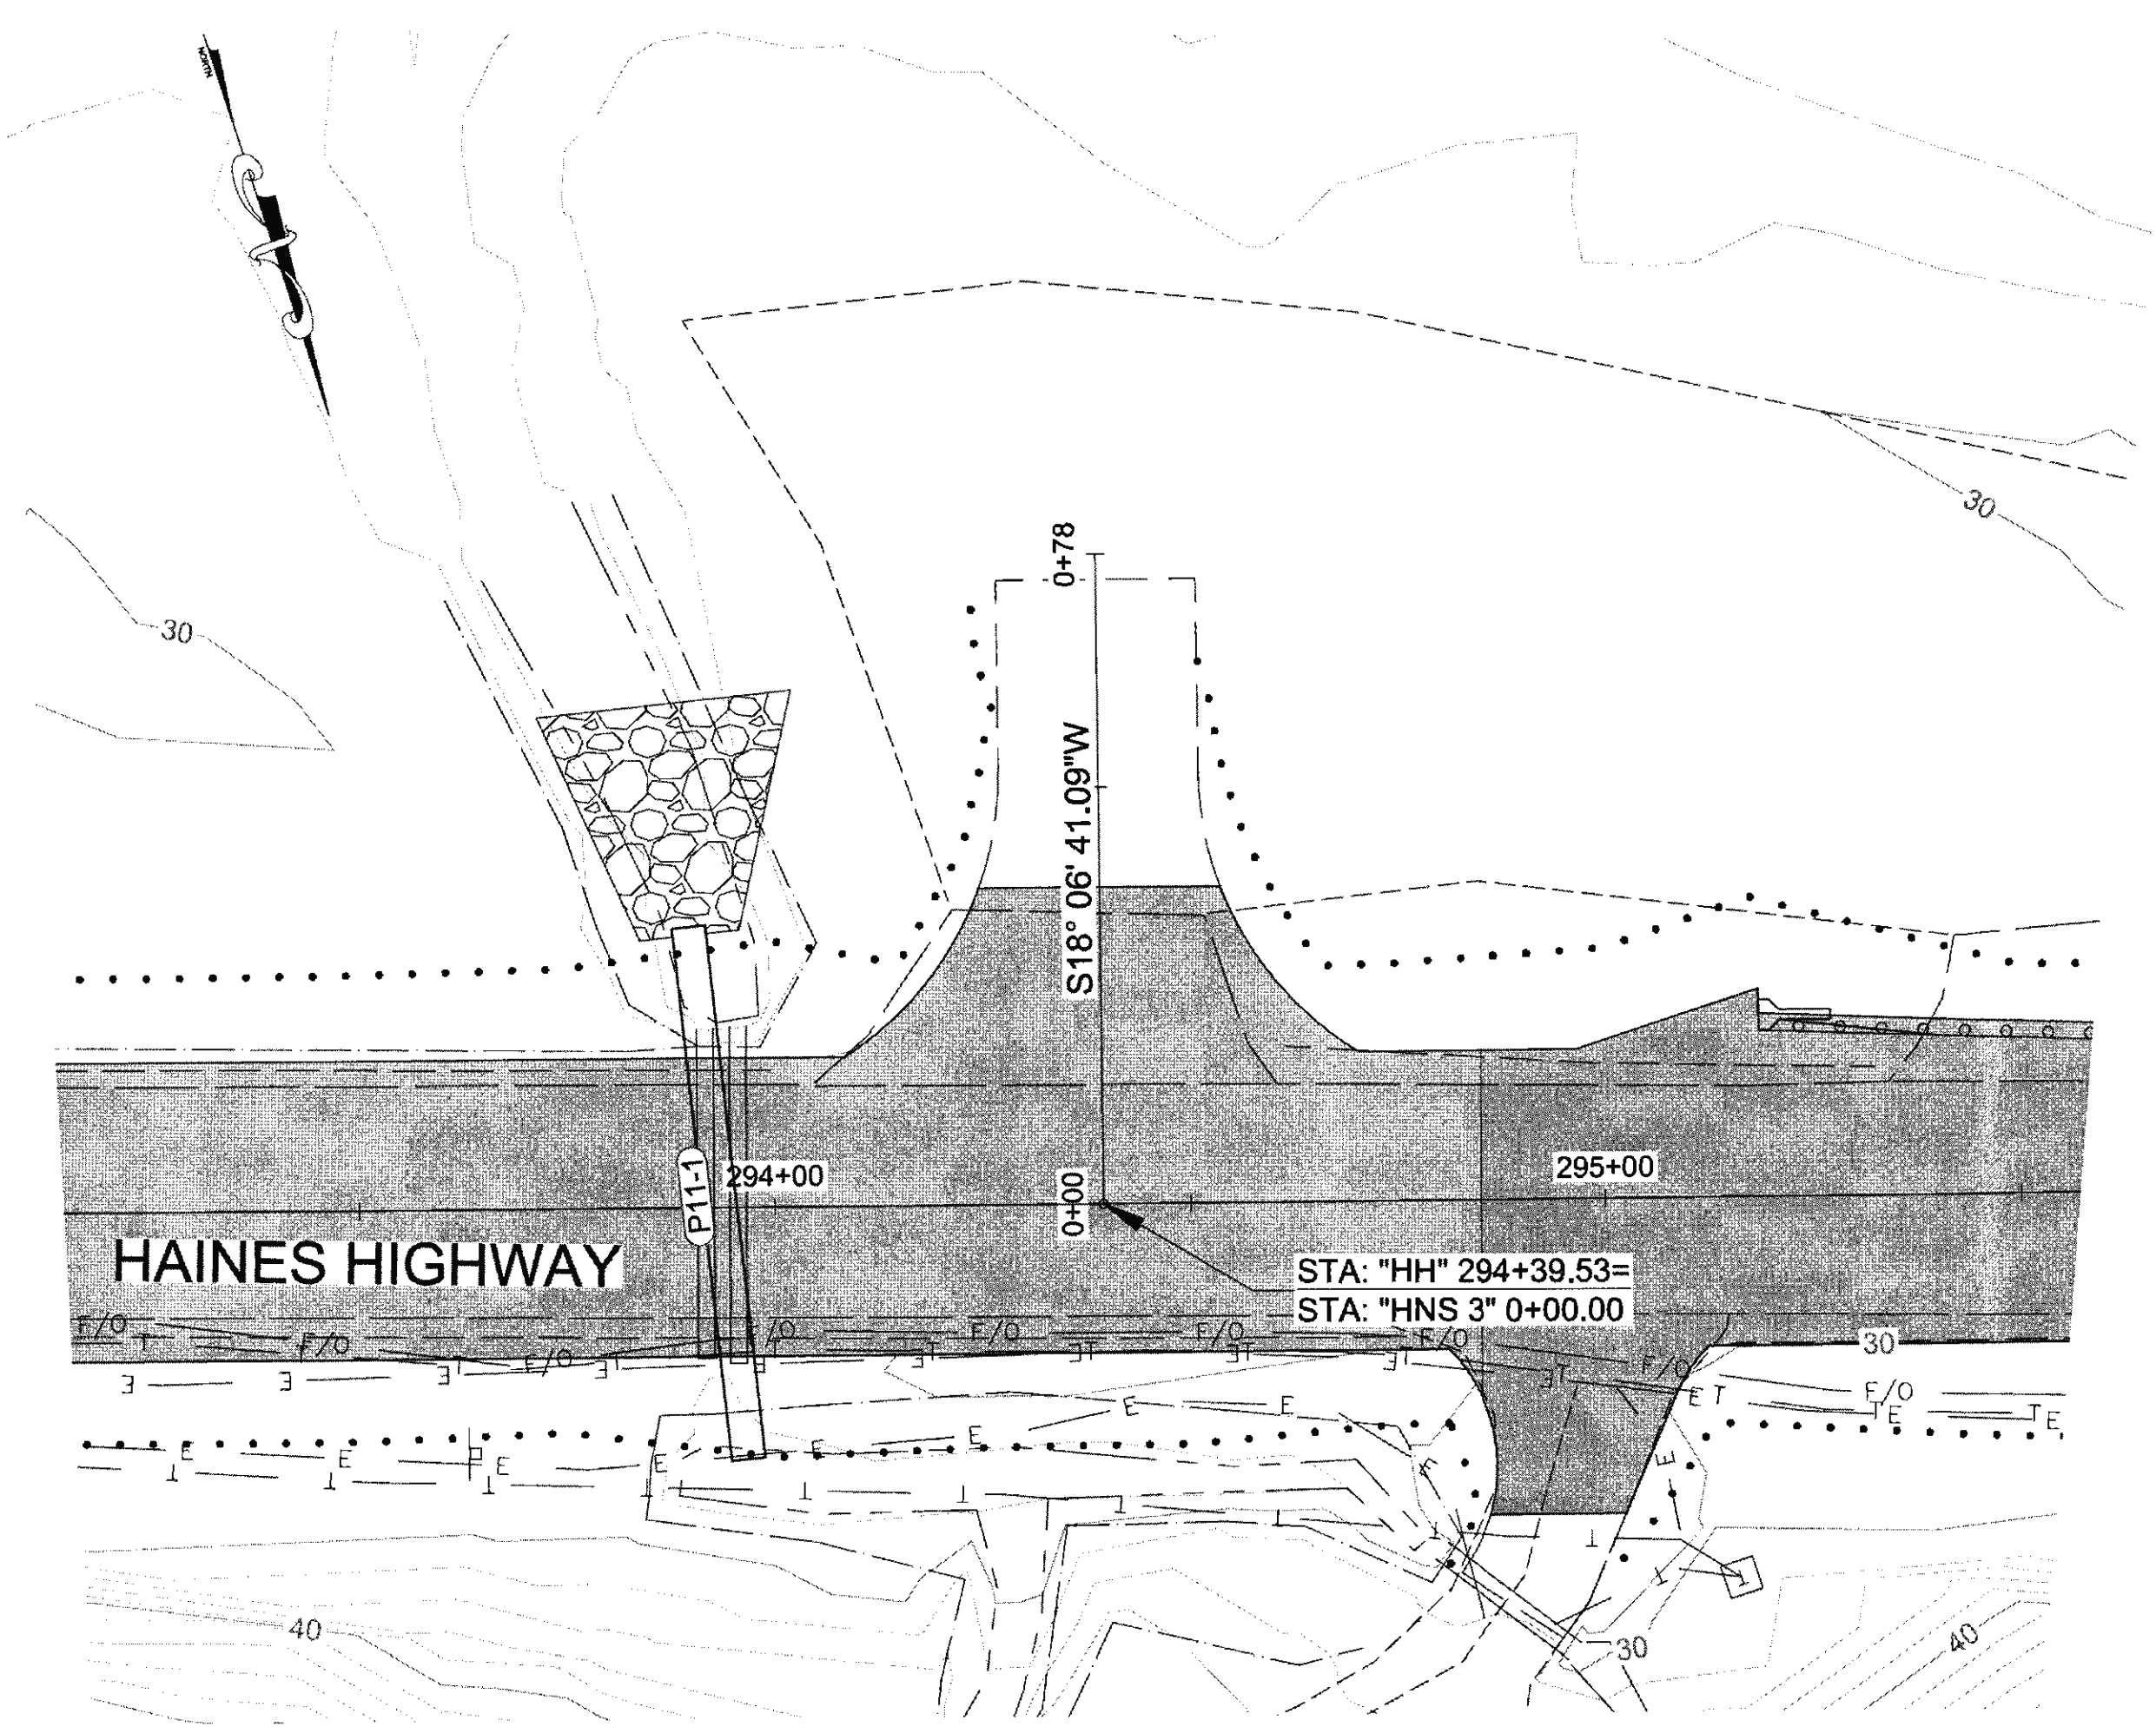 NORTH
30
0+78
30
S18° 06' 41.09"W
P11-1
294+00
295+00
0+00
HAINES HIGHWAY
STA: "HH" 294+39.53=
STA: "HNS 3" 0+00.00
F/O F/O F/O F/O
T F/O F/O F/O 30
E E E T E T E T E T E T E T E T F/O
E E T T E T E
E E E E E E P E
T T T T T T T T T T
40 30 40